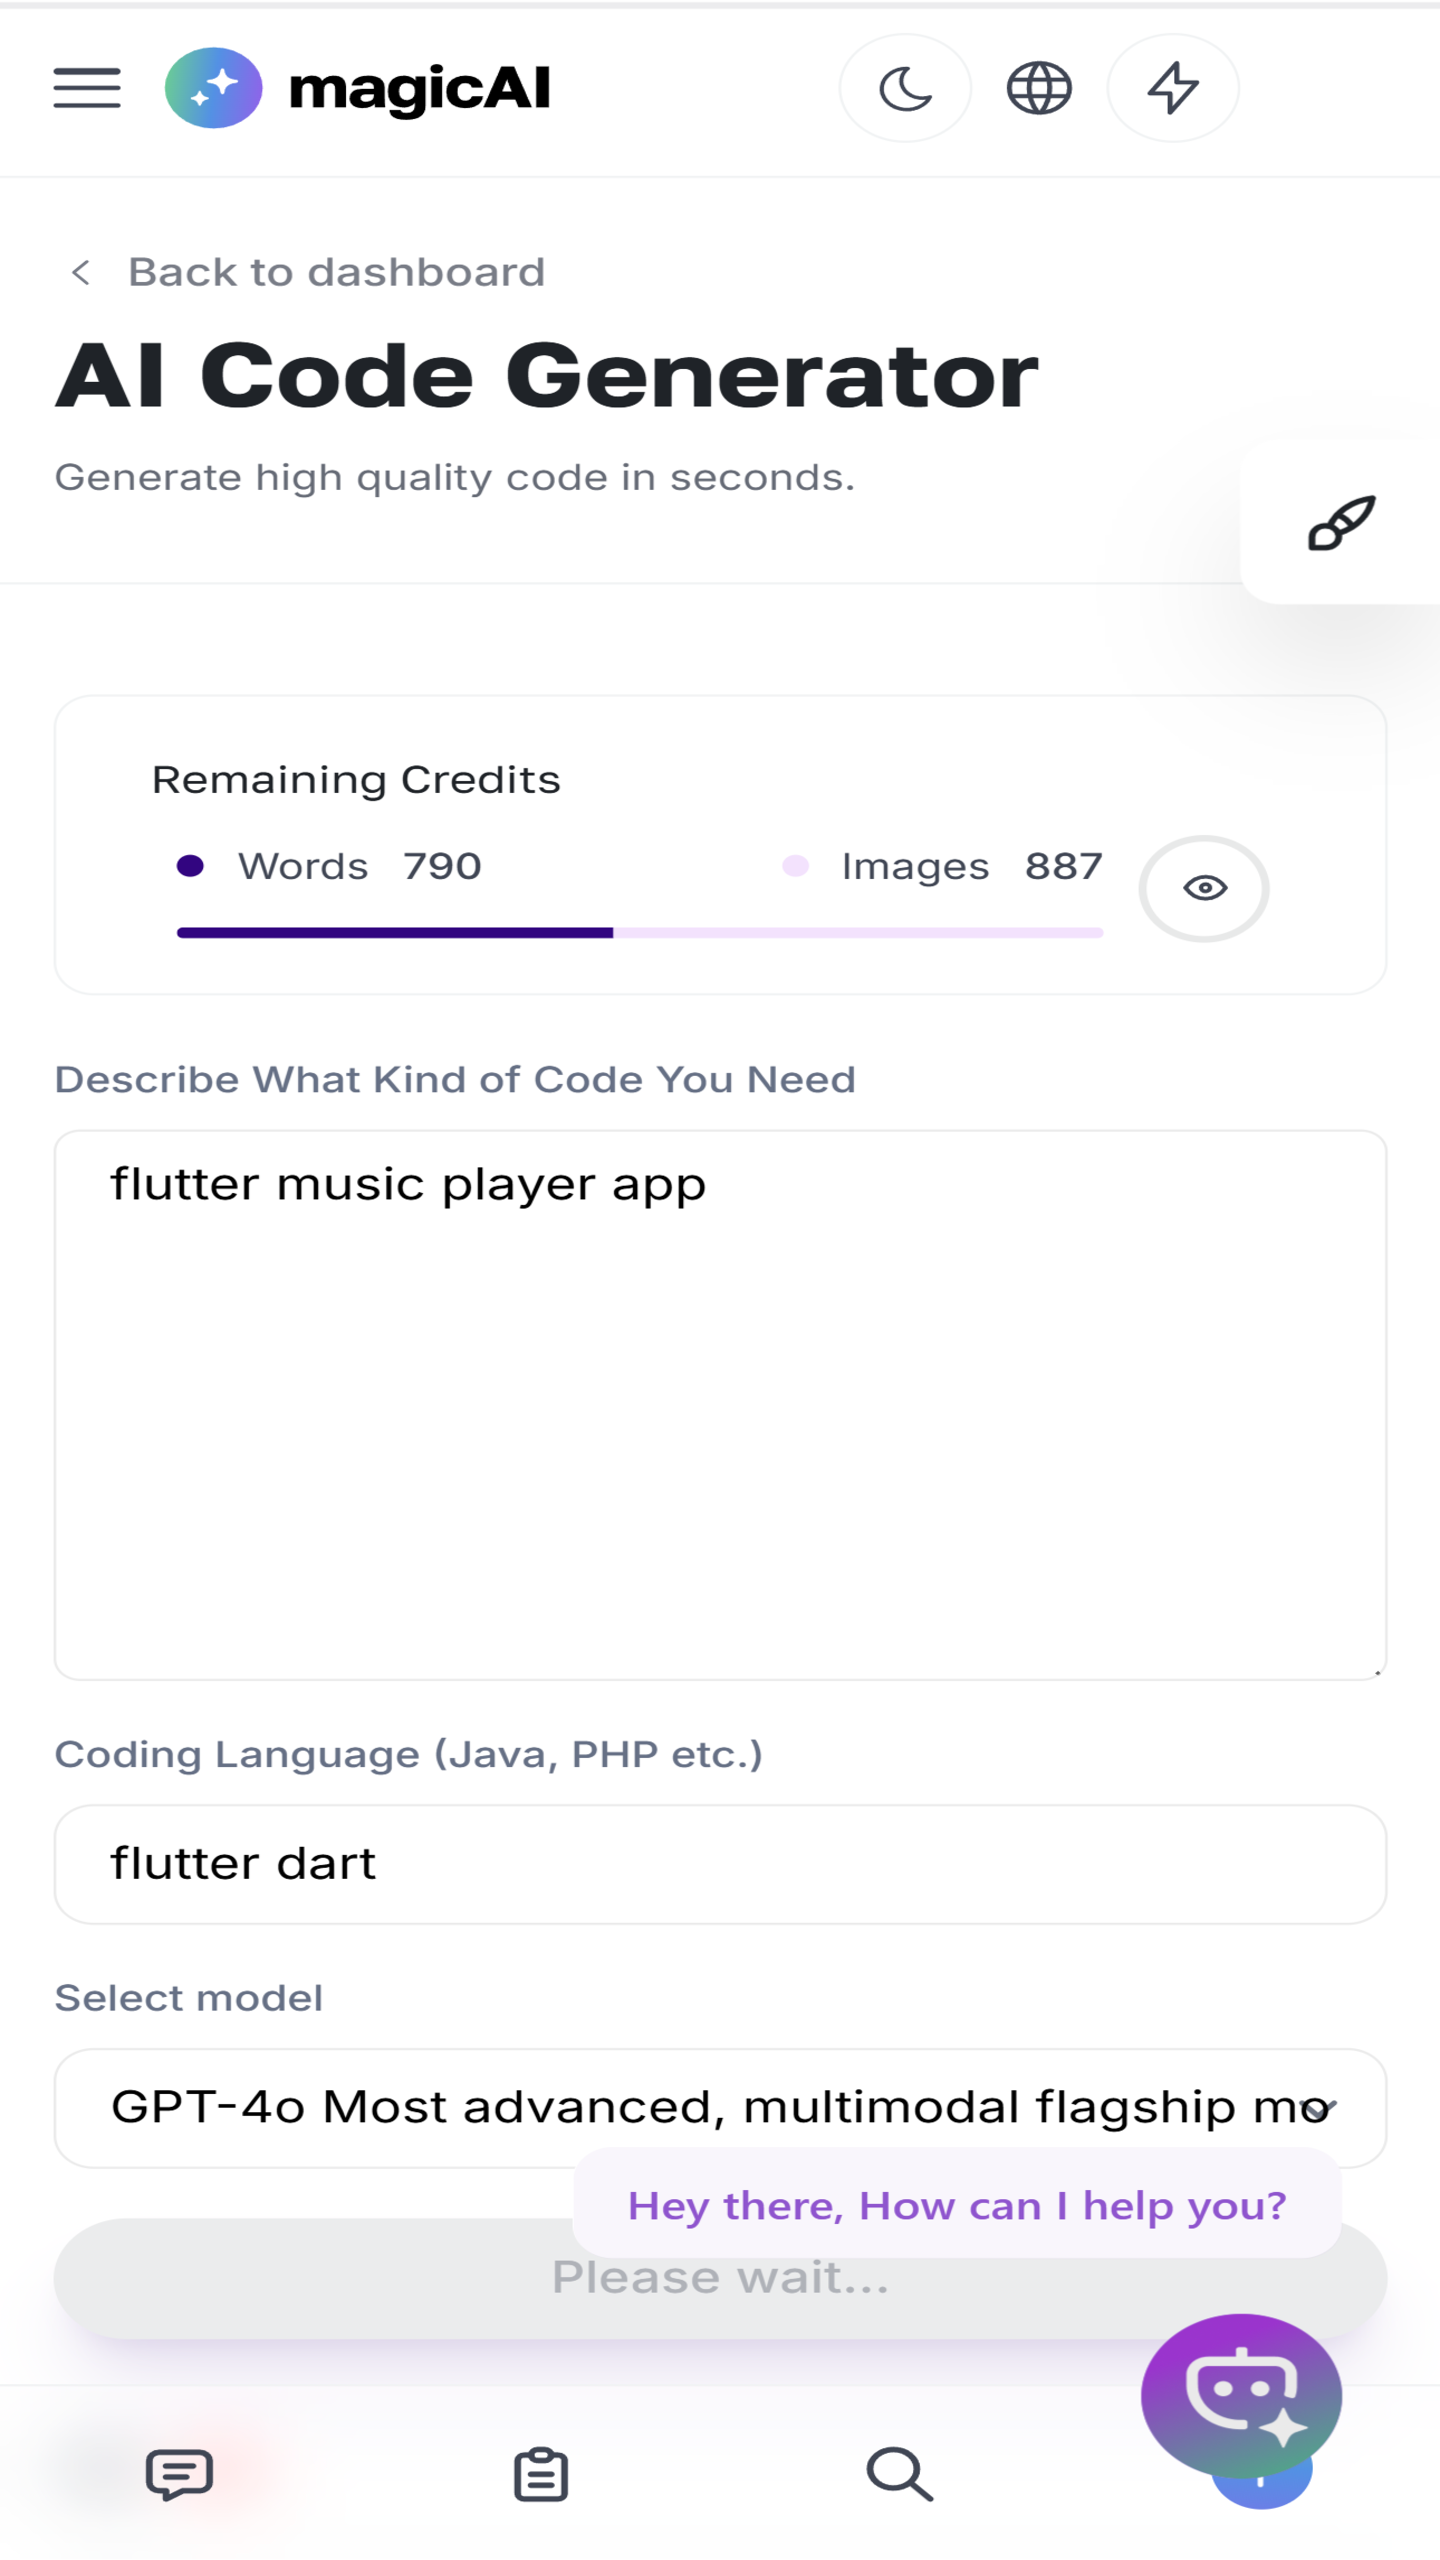 magicAI
Back to dashboard
AI Code Generator
Generate high quality code in seconds.
Remaining Credits
Words 790 Images 887
Describe What Kind of Code You Need
flutter music player app
Coding Language (Java, PHP etc.)
flutter dart
Select model
GPT-4o Most advanced, multimodal flagship mo
Hey there, How can I help you?
Please wait...